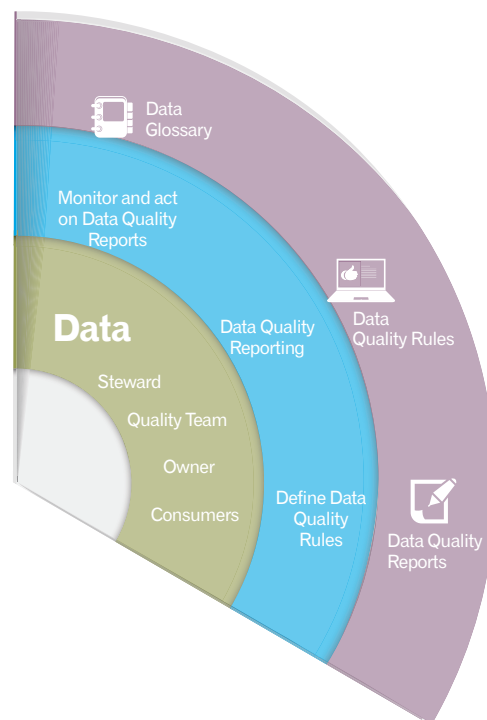 Data
Glossary
Monitor and act
on Data Quality
Reports
Data
Quality Rules
Data Quality
Reporting
Data
Steward
Quality Team
Owner
Consumers
Define Data
Quality
Rules
Data Quality
Reports